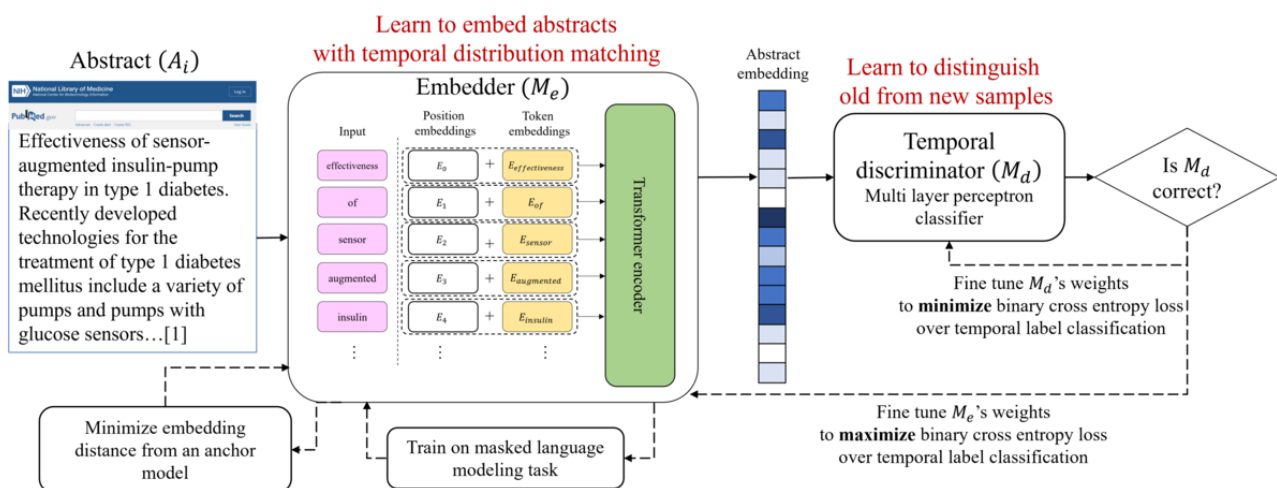 Learn to embed abstracts
with temporal distribution matching
Abstract (A_i)
NIH National Library of Medicine
National Center for Biotechnology Information
Log in
PubMed.gov
Search
Advanced
User Guide
Effectiveness of sensor-
augmented insulin-pump
therapy in type 1 diabetes.
Recently developed
technologies for the
treatment of type 1 diabetes
mellitus include a variety of
pumps and pumps with
glucose sensors…[1]
Embedder (M_e)
Input
Position
embeddings
Token
embeddings
effectiveness
E_0 + E_effectiveness
of
E_1 + E_of
sensor
E_2 + E_sensor
augmented
E_3 + E_augmented
insulin
E_4 + E_insulin
⋮ ⋮ ⋮
Transformer encoder
Abstract
embedding
Learn to distinguish
old from new samples
Temporal
discriminator (M_d)
Multi layer perceptron
classifier
Is M_d
correct?
Fine tune M_d's weights
to minimize binary cross entropy loss
over temporal label classification
Fine tune M_e's weights
to maximize binary cross entropy loss
over temporal label classification
Minimize embedding
distance from an anchor
model
Train on masked language
modeling task